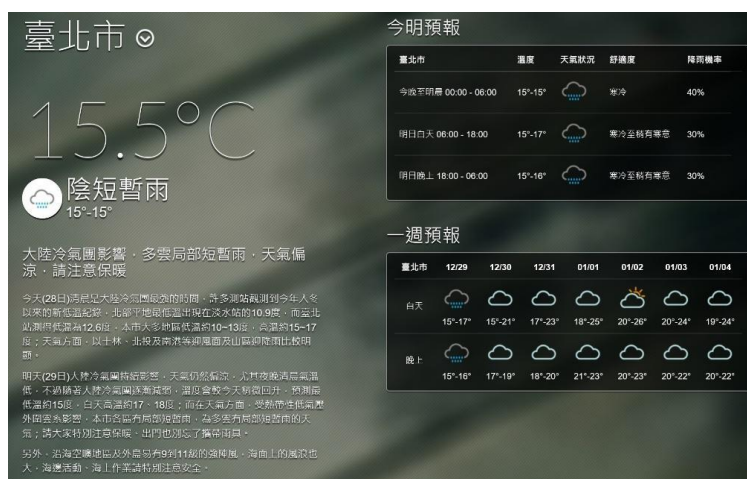 臺北市
15.5°C
陰短暫雨
15°-15°
大陸冷氣團影響，多雲局部短暫雨，天氣偏
涼，請注意保暖
今天(28日)清晨是大陸冷氣團最強的時間，許多測站觀測到今年入冬
以來的新低溫紀錄，北部平地最低溫出現在淡水站的10.9度，而臺北
站測得低溫為12.6度，本市大多地區低溫約10~13度，高溫約15~17
度；天氣方面，以士林、北投及南港等迎風面及山區迎降雨比較明
顯。
明天(29日)大陸冷氣團持續影響，天氣仍然偏涼，尤其夜晚清晨氣溫
低，不過隨著大陸冷氣團逐漸減弱，溫度會較今天稍微回升，預測最
低溫約15度，白天高溫約17、18度；而在天氣方面，受熱帶性低氣壓
外圍雲系影響，本市各區有局部短暫雨，為多雲有局部短暫雨的天
氣；請大家特別注意保暖，出門也別忘了攜帶雨具。
另外，沿海空曠地區及外島易有9到11級的強陣風，海面上的風浪也
大，海邊活動、海上作業請特別注意安全。
今明預報
臺北市 溫度 天氣狀況 舒適度 降雨機率
今晚至明晨 00:00 - 06:00 15°-15° 寒冷 40%
明日白天 06:00 - 18:00 15°-17° 寒冷至稍有寒意 30%
明日晚上 18:00 - 06:00 15°-16° 寒冷至稍有寒意 30%
一週預報
臺北市 12/29 12/30 12/31 01/01 01/02 01/03 01/04
白天
15°-17° 15°-21° 17°-23° 18°-25° 20°-26° 20°-24° 19°-24°
晚上
15°-16° 17°-19° 18°-20° 21°-23° 20°-23° 20°-22° 20°-22°